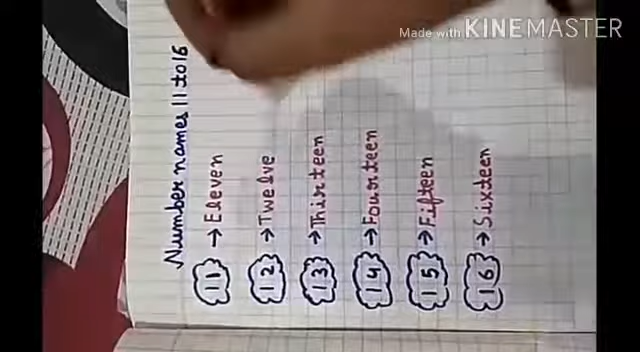 Made with KINEMASTER
Number names 11 to 16
11 → Eleven
12 → Twelve
13 → Thirteen
14 → Fourteen
15 → Fifteen
16 → Sixteen